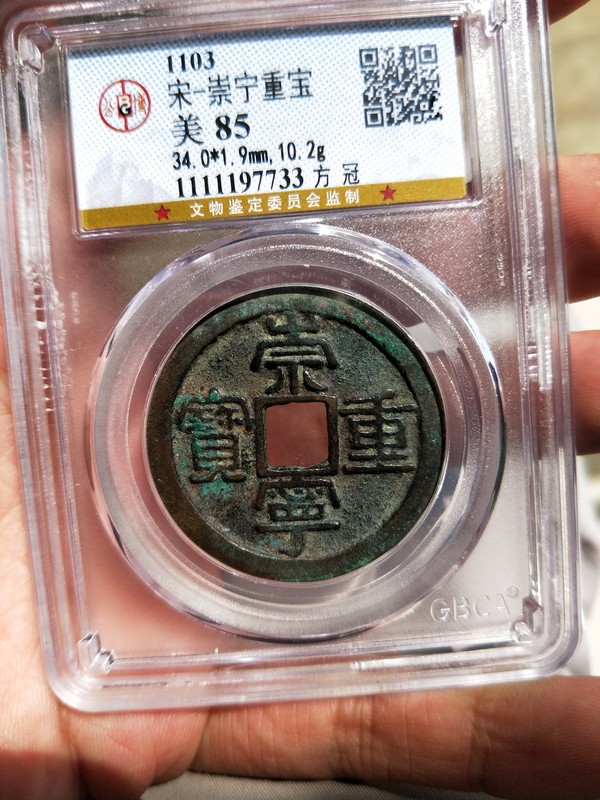 1103
宋-崇宁重宝
美 85
34.0*1.9mm, 10.2g
1111197733 方冠
文物鉴定委员会监制
崇
寶 重
寧
GBCA